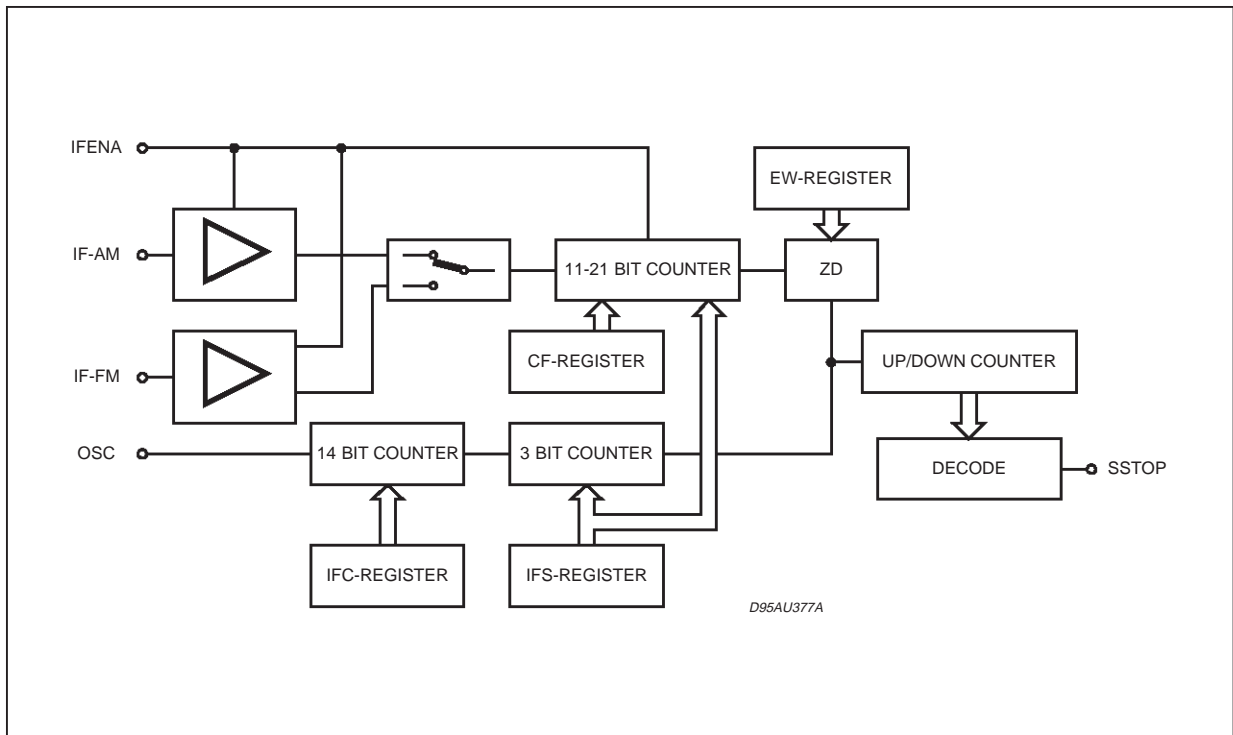 IFENA
EW-REGISTER
IF-AM
11-21 BIT COUNTER
ZD
CF-REGISTER
UP/DOWN COUNTER
IF-FM
OSC
14 BIT COUNTER
3 BIT COUNTER
DECODE
SSTOP
IFC-REGISTER
IFS-REGISTER
D95AU377A